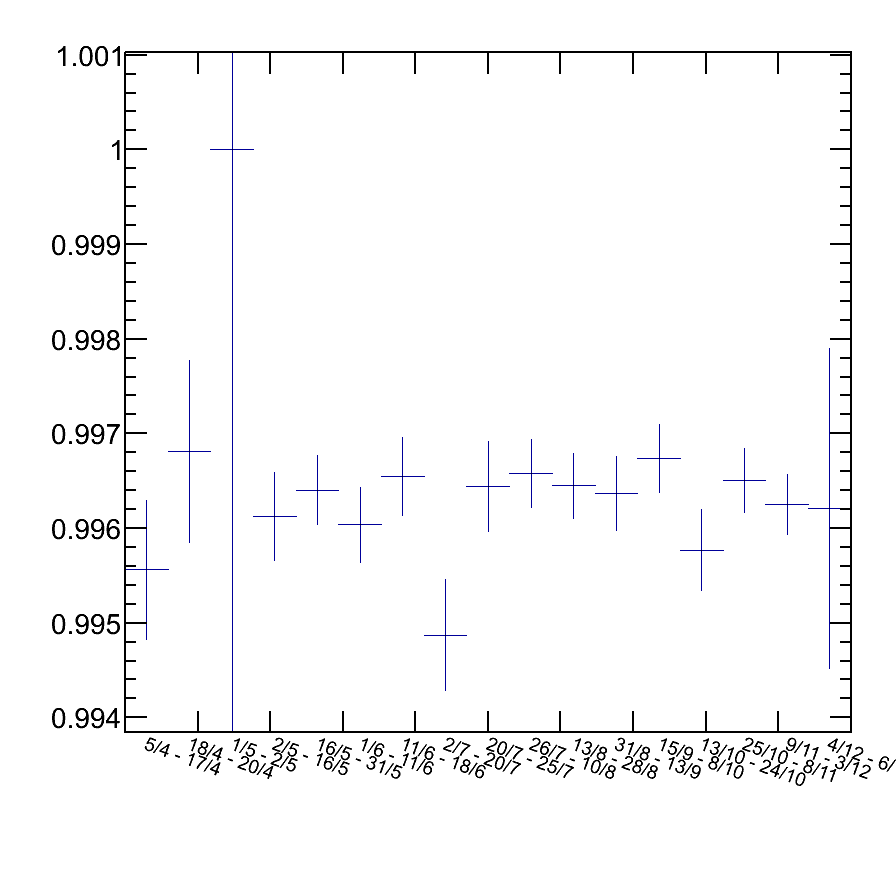 1.001
1
0.999
0.998
0.997
0.996
0.995
0.994
5/4 - 17/4
18/4 - 20/4
1/5 - 2/5
2/5 - 16/5
16/5 - 31/5
1/6 - 11/6
11/6 - 18/6
2/7 - 20/7
20/7 - 25/7
26/7 - 10/8
13/8 - 28/8
31/8 - 13/9
15/9 - 8/10
13/10 - 24/10
25/10 - 8/11
9/11 - 3/12
4/12 - 6/